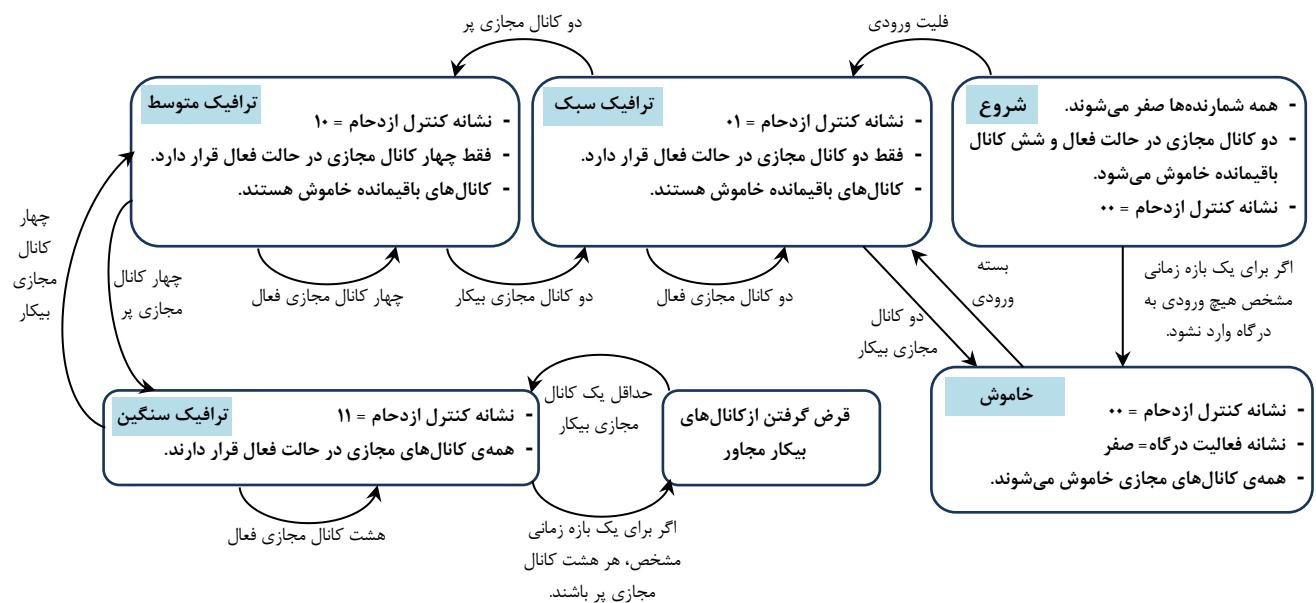 فلیت ورودی
دو کانال مجازی پر
شروع
- همه شمارنده‌ها صفر می‌شوند.
- دو کانال مجازی در حالت فعال و شش کانال
باقیمانده خاموش می‌شود.
- نشانه کنترل ازدحام = ۰۰
ترافیک سبک
- نشانه کنترل ازدحام = ۰۱
- فقط دو کانال مجازی در حالت فعال قرار دارد.
- کانال‌های باقیمانده خاموش هستند.
ترافیک متوسط
- نشانه کنترل ازدحام = ۱۰
- فقط چهار کانال مجازی در حالت فعال قرار دارد.
- کانال‌های باقیمانده خاموش هستند.
اگر برای یک بازه زمانی
مشخص هیچ ورودی به
درگاه وارد نشود.
بسته
ورودی
دو کانال
مجازی بیکار
دو کانال مجازی فعال
دو کانال مجازی بیکار
چهار کانال مجازی فعال
چهار کانال
مجازی پر
چهار
کانال
مجازی
بیکار
خاموش
- نشانه کنترل ازدحام = ۰۰
- نشانه فعالیت درگاه= صفر
- همه‌ی کانال‌های مجازی خاموش می‌شوند.
قرض گرفتن ازکانال‌های
بیکار مجاور
حداقل یک کانال
مجازی بیکار
ترافیک سنگین
- نشانه کنترل ازدحام = ۱۱
- همه‌ی کانال‌های مجازی در حالت فعال قرار دارند.
اگر برای یک بازه زمانی
مشخص، هر هشت کانال
مجازی پر باشند.
هشت کانال مجازی فعال